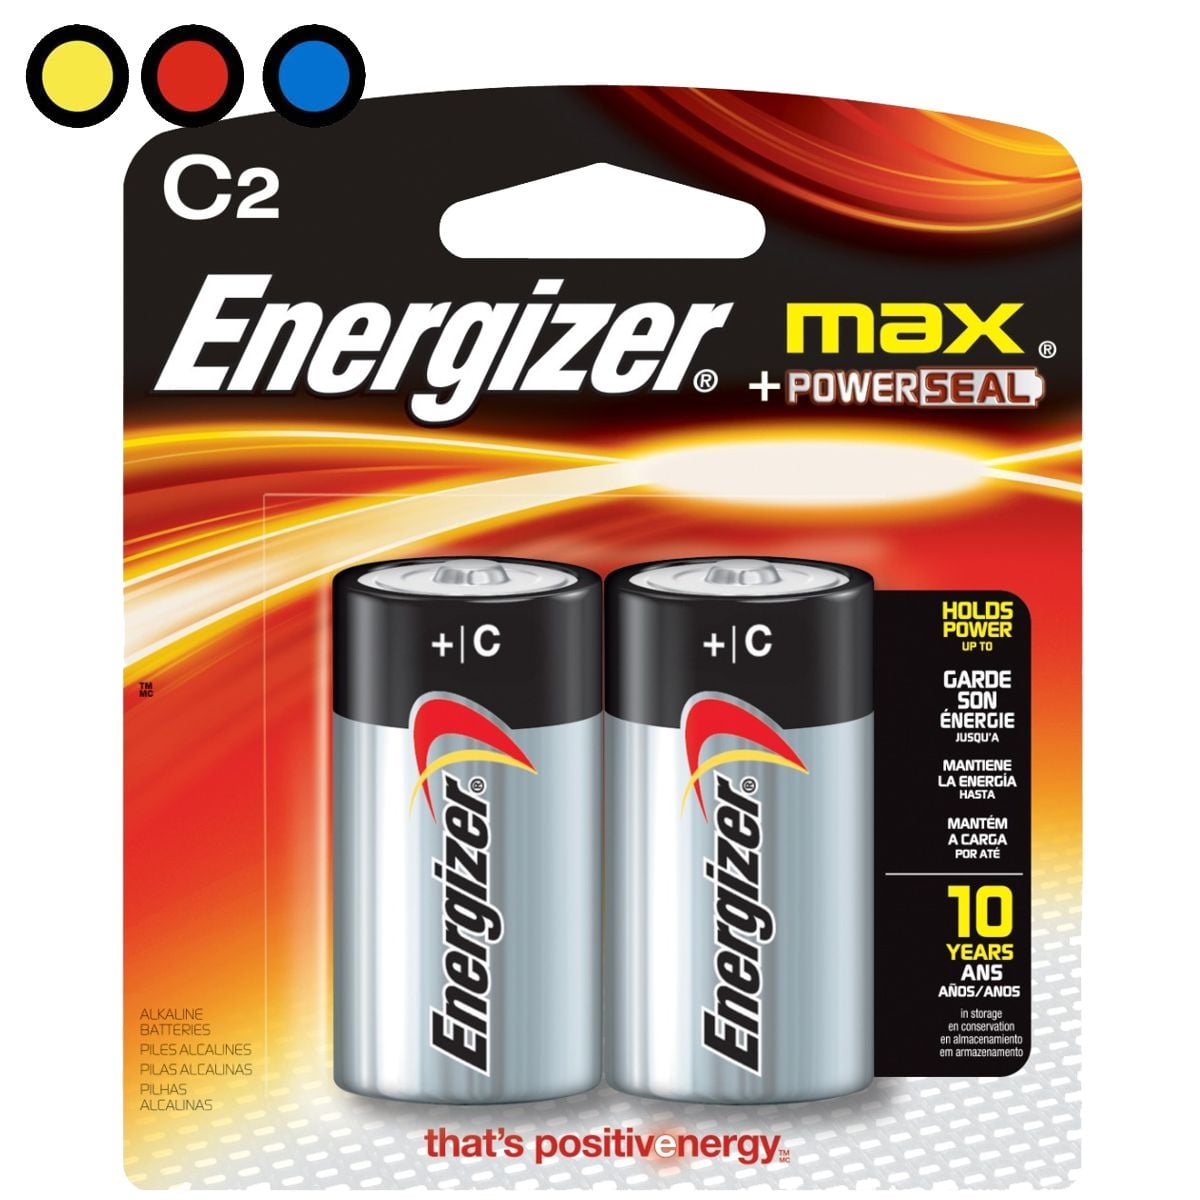 C2
Energizer®
max®
+POWERSEAL
TM
MC
+|C
+|C
Energizer®
Energizer®
HOLDS
POWER
UP TO
GARDE
SON
ÉNERGIE
JUSQU'A
MANTIENE
LA ENERGÍA
HASTA
MANTÉM
A CARGA
POR ATÉ
10
YEARS
ANS
AÑOS/ANOS
in storage
en conservation
en almacenamiento
em armazenamento
ALKALINE
BATTERIES
PILES ALCALINES
PILAS ALCALINAS
PILHAS
ALCALINAS
that's positivenergy TM
MC